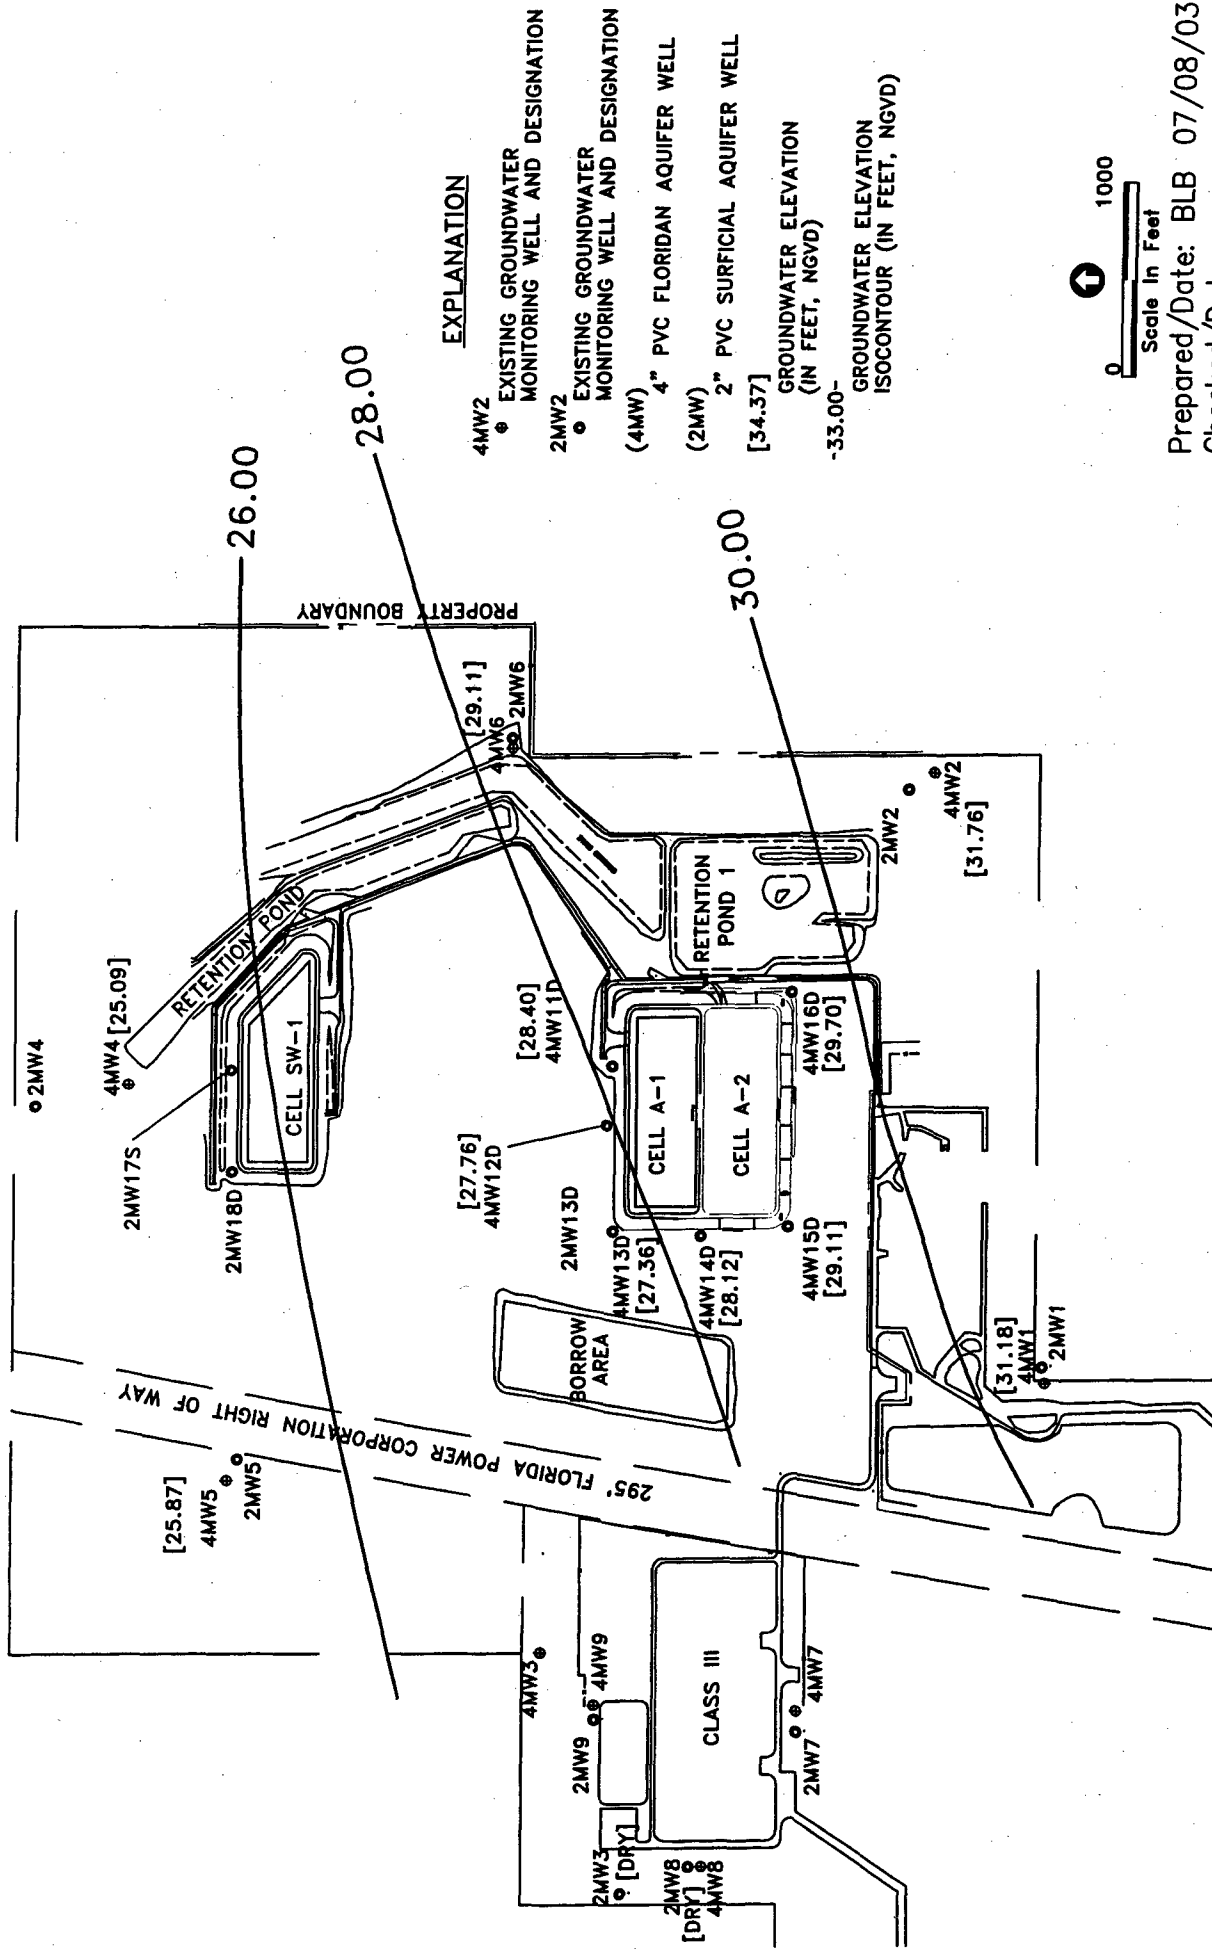 26.00
28.00
30.00
PROPERTY BOUNDARY
2MW4
4MW4 [25.09]
RETENTION POND
2MW17S
CELL SW-1
2MW18D
[25.87]
4MW5
2MW5
295' FLORIDA POWER CORPORATION RIGHT OF WAY
[29.11]
4MW6
2MW6
[28.40]
4MW11D
[27.76]
4MW12D
2MW13D
4MW13D
[27.36]
4MW14D
[28.12]
BORROW
AREA
CELL A-1
CELL A-2
RETENTION
POND 1
4MW16D
[29.70]
4MW15D
[29.11]
2MW2
4MW2
[31.76]
[31.18]
4MW1
2MW1
4MW3
4MW9
2MW9
CLASS III
4MW7
2MW7
2MW3
[DRY]
2MW8
[DRY]
4MW8
EXPLANATION
4MW2
EXISTING GROUNDWATER
MONITORING WELL AND DESIGNATION
2MW2
EXISTING GROUNDWATER
MONITORING WELL AND DESIGNATION
(4MW)
4" PVC FLORIDAN AQUIFER WELL
(2MW)
2" PVC SURFICIAL AQUIFER WELL
[34.37]
GROUNDWATER ELEVATION
(IN FEET, NGVD)
-33.00-
GROUNDWATER ELEVATION
ISOCONTOUR (IN FEET, NGVD)
0 1000
Scale In Feet
Prepared/Date: BLB 07/08/03